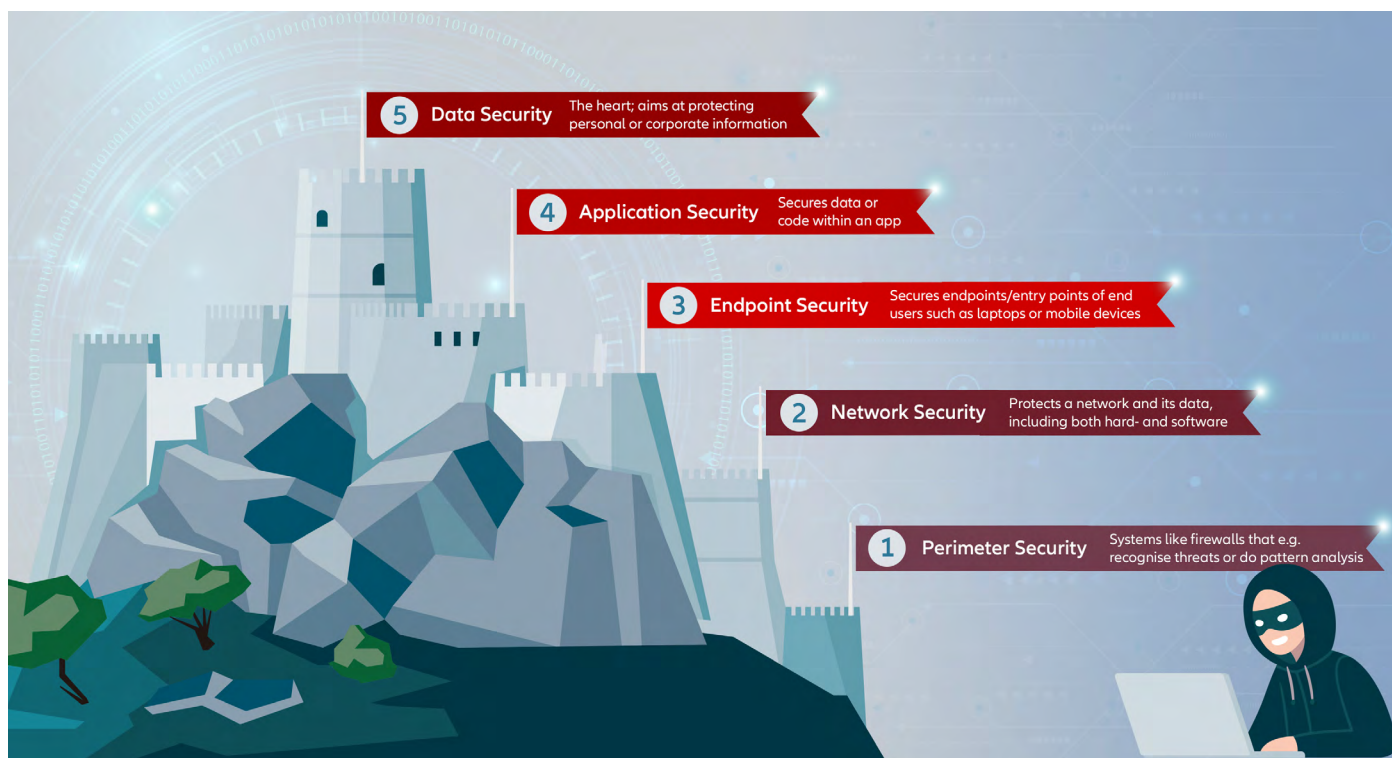 5 Data Security
The heart; aims at protecting
personal or corporate information
4 Application Security
Secures data or
code within an app
3 Endpoint Security
Secures endpoints/entry points of end
users such as laptops or mobile devices
2 Network Security
Protects a network and its data,
including both hard- and software
1 Perimeter Security
Systems like firewalls that e.g.
recognise threats or do pattern analysis